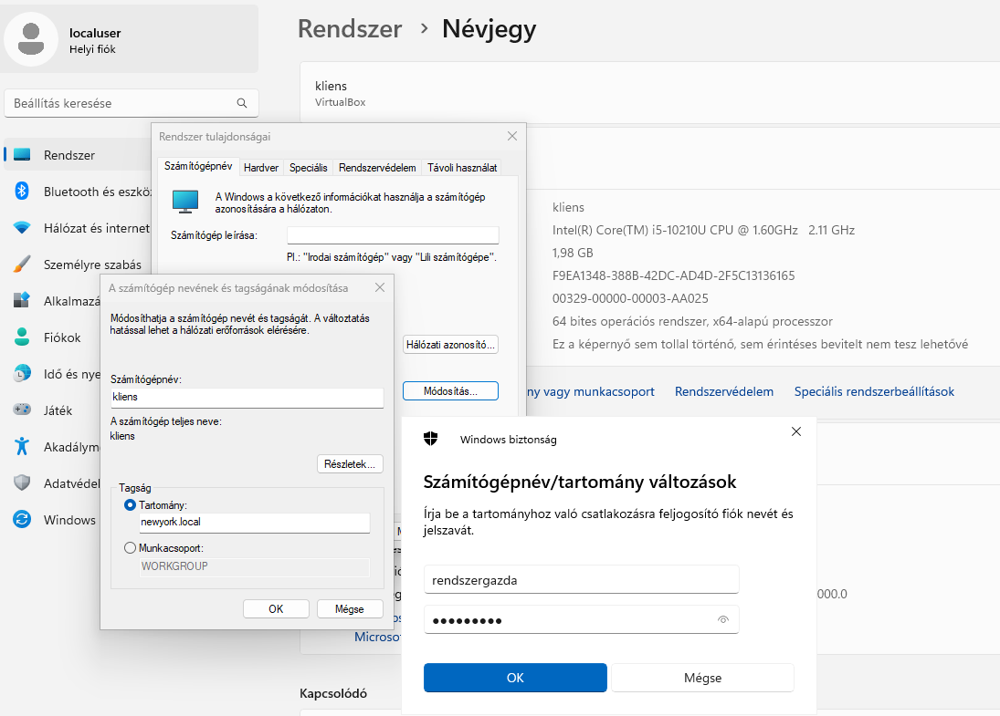 localuser
Helyi fiók
Beállítás keresése
Rendszer
Bluetooth és eszkö
Hálózat és internet
Személyre szabás
Alkalmazá
Fiókok
Idő és nye
Játék
Akadálym
Adatvédel
Windows
Rendszer › Névjegy
kliens
VirtualBox
kliens
Intel(R) Core(TM) i5-10210U CPU @ 1.60GHz 2.11 GHz
1,98 GB
F9EA1348-388B-42DC-AD4D-2F5C13136165
00329-00000-00003-AA025
64 bites operációs rendszer, x64-alapú processzor
Ez a képernyő sem tollal történő, sem érintéses bevitelt nem tesz lehetővé
ny vagy munkacsoport Rendszervédelem Speciális rendszerbeállítások
000.0
Microsof
Kapcsolódó
Rendszer tulajdonságai
Számítógépnév Hardver Speciális Rendszervédelem Távoli használat
A Windows a következő információkat használja a számítógép
azonosítására a hálózaton.
Számítógép leírása:
Pl.: "Irodai számítógép" vagy "Lili számítógépe".
Hálózati azonosító...
Módosítás...
A számítógép nevének és tagságának módosítása
Módosíthatja a számítógép nevét és tagságát. A változtatás
hatással lehet a hálózati erőforrások elérésére.
Számítógépnév:
kliens
A számítógép teljes neve:
kliens
Részletek...
Tagság
Tartomány:
newyork.local
Munkacsoport:
WORKGROUP
OK Mégse
Windows biztonság
Számítógépnév/tartomány változások
Írja be a tartományhoz való csatlakozásra feljogosító fiók nevét és
jelszavát.
rendszergazda
OK Mégse